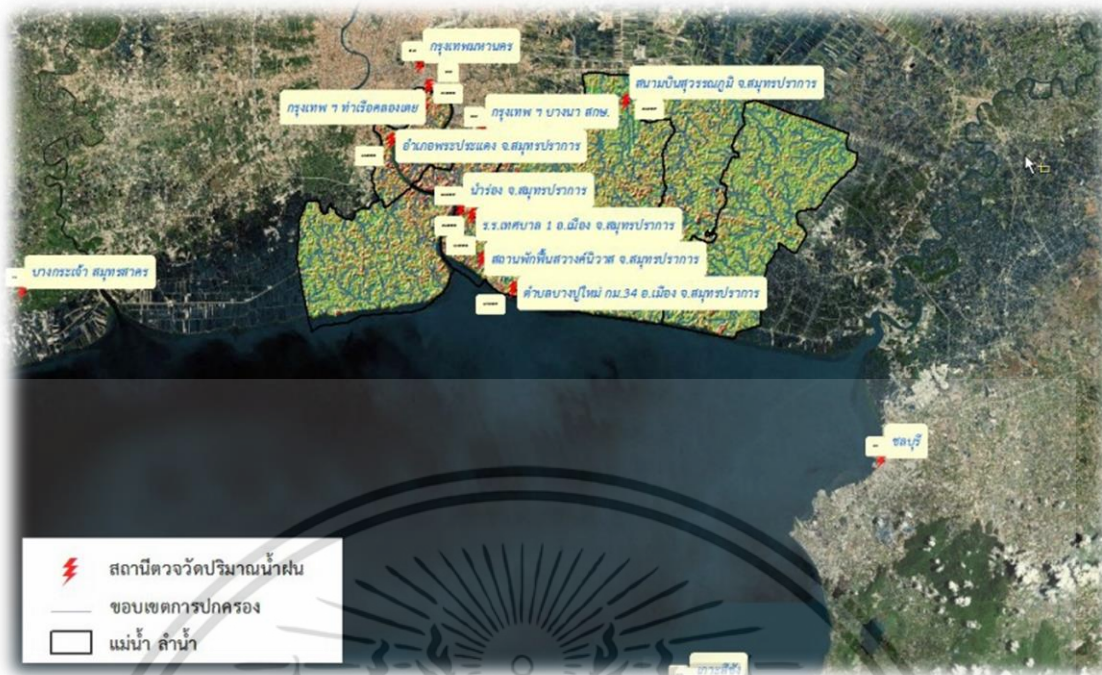 กรุงเทพมหานคร
สนามบินสุวรรณภูมิ จ.สมุทรปราการ
กรุงเทพ ฯ ท่าเรือคลองเตย
กรุงเทพ ฯ บางนา สกษ.
อำเภอพระประแดง จ.สมุทรปราการ
นำร่อง จ.สมุทรปราการ
ร.ร.เทศบาล 1 อ.เมือง จ.สมุทรปราการ
สถานพักฟื้นสวางคนิวาส จ.สมุทรปราการ
บางกระเจ้า สมุทรสาคร
ตำบลบางปูใหม่ กม.34 อ.เมือง จ.สมุทรปราการ
ชลบุรี
สถานีตวจวัดปริมาณน้ำฝน
ขอบเขตการปกครอง
แม่น้ำ ลำน้ำ
เกาะสีชัง